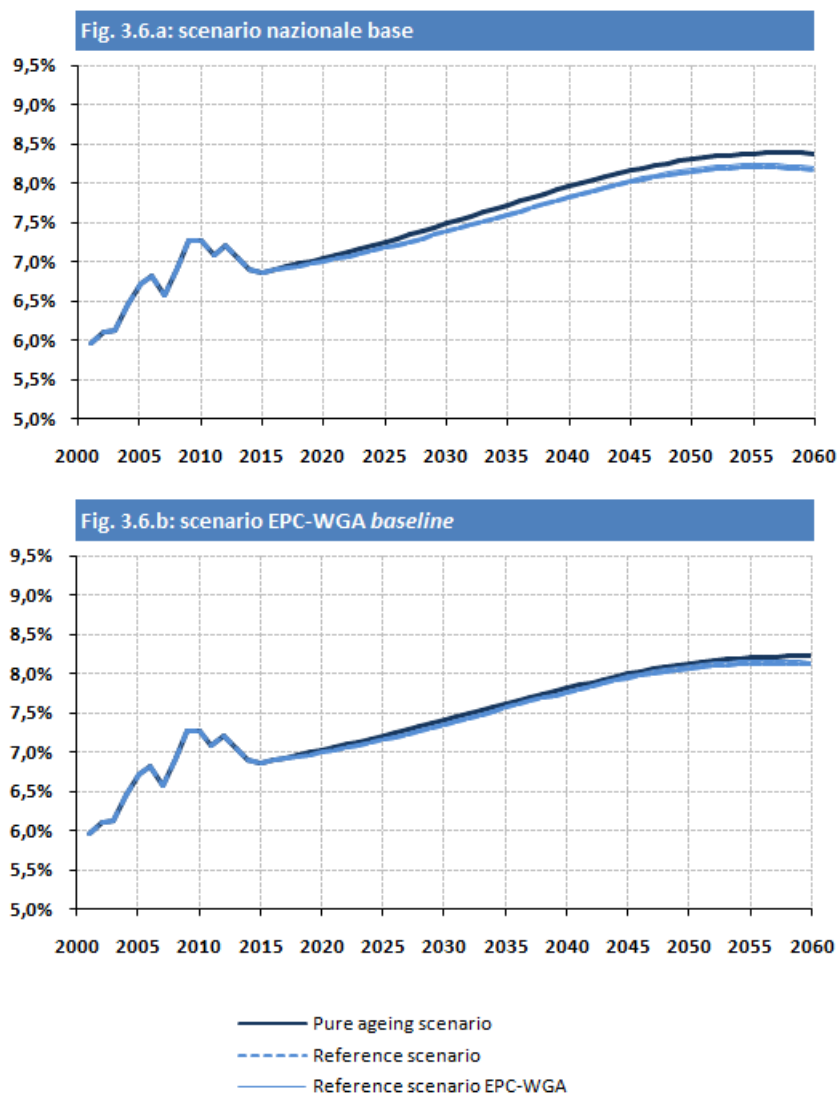 Fig. 3.6.a: scenario nazionale base
9,5%
9,0%
8,5%
8,0%
7,5%
7,0%
6,5%
6,0%
5,5%
5,0%
2000 2005 2010 2015 2020 2025 2030 2035 2040 2045 2050 2055 2060
Fig. 3.6.b: scenario EPC-WGA baseline
9,5%
9,0%
8,5%
8,0%
7,5%
7,0%
6,5%
6,0%
5,5%
5,0%
2000 2005 2010 2015 2020 2025 2030 2035 2040 2045 2050 2055 2060
Pure ageing scenario
Reference scenario
Reference scenario EPC-WGA